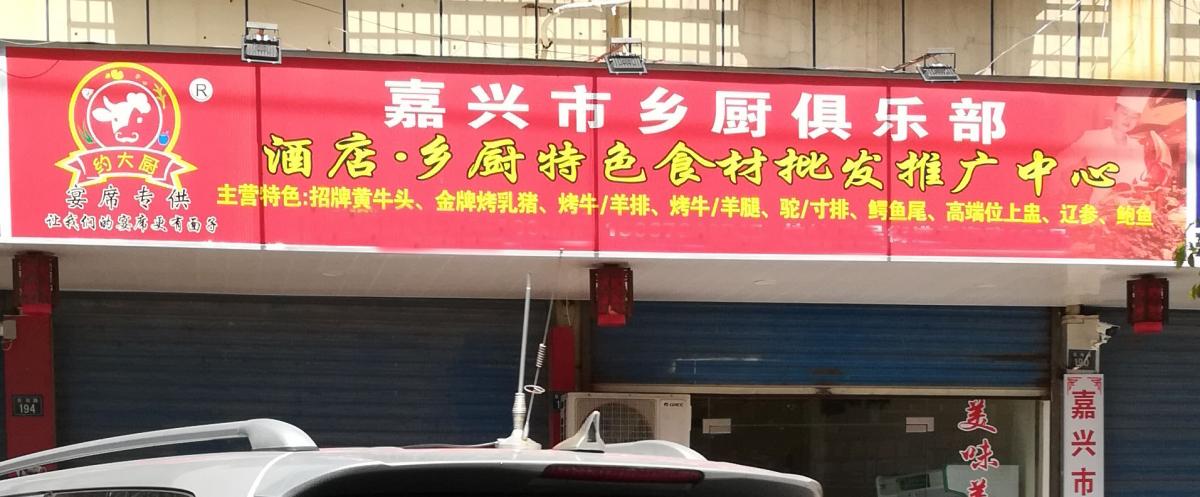 嘉兴市乡厨俱乐部
酒店·乡厨特色食材批发推广中心
主营特色:招牌黄牛头、金牌烤乳猪、烤牛/羊排、烤牛/羊腿、驼/寸排、鳄鱼尾、高端位上盅、辽参、鲍鱼
®
约大厨
宴席专供
让我们的宴席更有面子
194
190
GREE
美味
嘉兴市